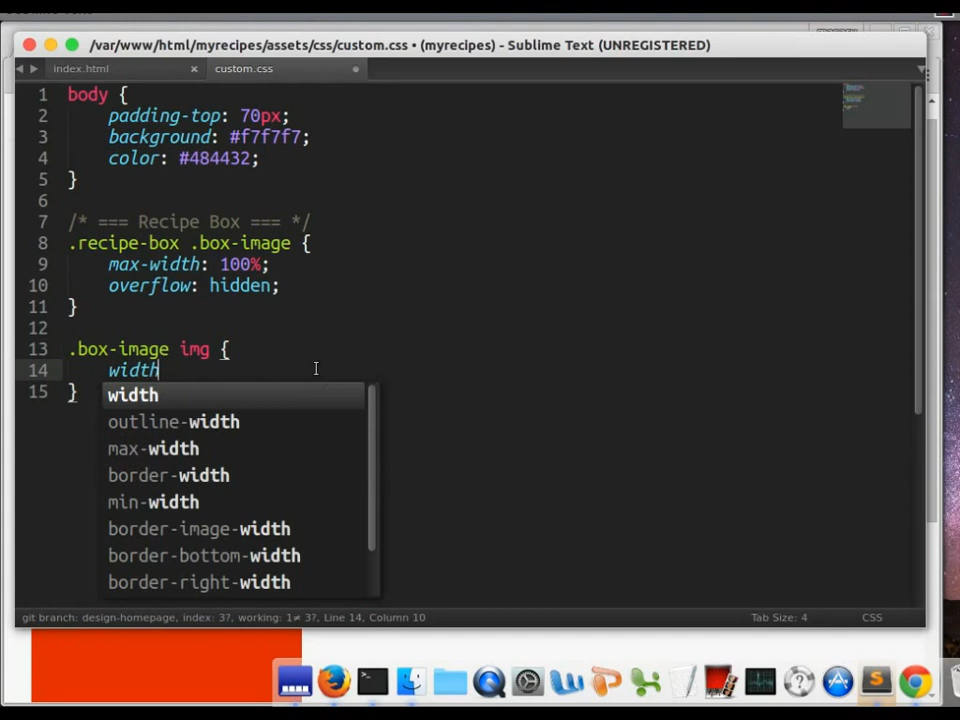 /var/www/html/myrecipes/assets/css/custom.css • (myrecipes) - Sublime Text (UNREGISTERED)
index.html × custom.css
1 body {
2 padding-top: 70px;
3 background: #f7f7f7;
4 color: #484432;
5 }
6
7 /* === Recipe Box === */
8 .recipe-box .box-image {
9 max-width: 100%;
10 overflow: hidden;
11 }
12
13 .box-image img {
14 width
15 }
width
outline-width
max-width
border-width
min-width
border-image-width
border-bottom-width
border-right-width
git branch: design-homepage, index: 37, working: 1≠ 37, Line 14, Column 10 Tab Size: 4 CSS